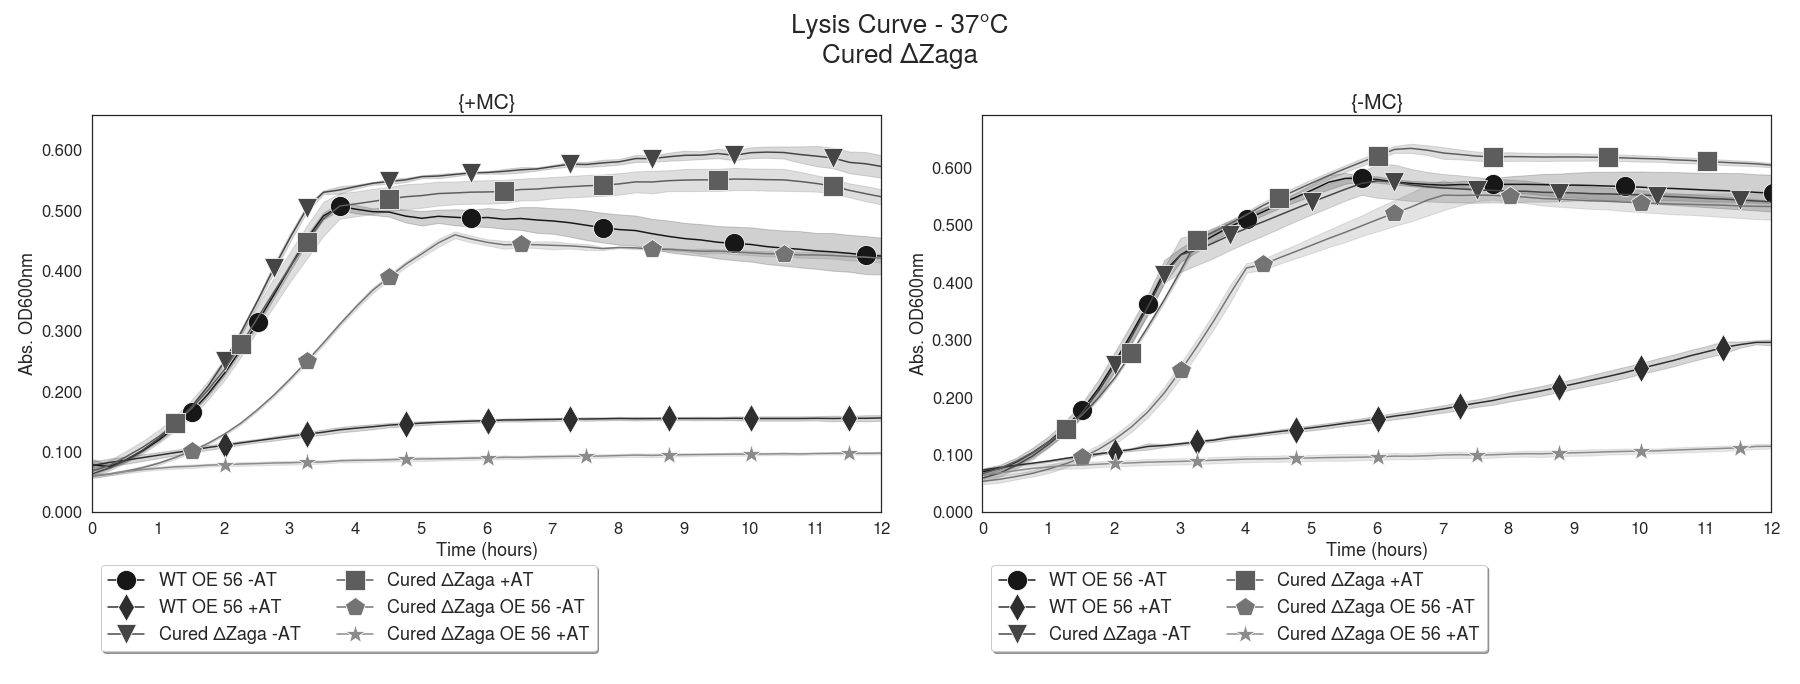 Lysis Curve - 37°C
Cured ΔZaga
{+MC}
Abs. OD600nm
0.600
0.500
0.400
0.300
0.200
0.100
0.000
0 1 2 3 4 5 6 7 8 9 10 11 12
Time (hours)
WT OE 56 -AT
WT OE 56 +AT
Cured ΔZaga -AT
Cured ΔZaga +AT
Cured ΔZaga OE 56 -AT
Cured ΔZaga OE 56 +AT
{-MC}
Abs. OD600nm
0.600
0.500
0.400
0.300
0.200
0.100
0.000
0 1 2 3 4 5 6 7 8 9 10 11 12
Time (hours)
WT OE 56 -AT
WT OE 56 +AT
Cured ΔZaga -AT
Cured ΔZaga +AT
Cured ΔZaga OE 56 -AT
Cured ΔZaga OE 56 +AT